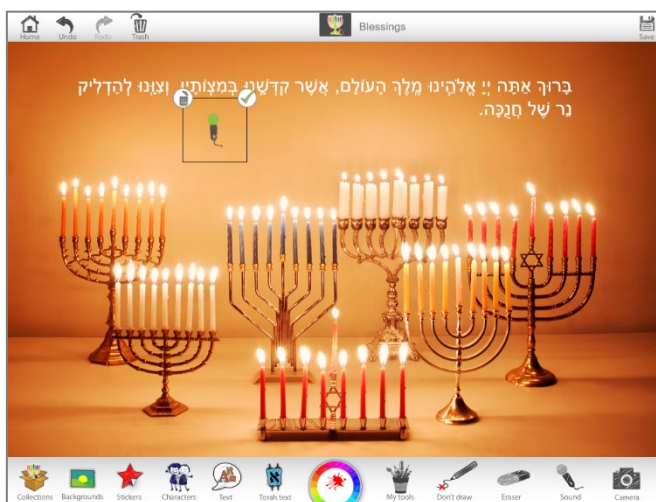 Home Undo Redo Trash Blessings Save
בָּרוּךְ אַתָּה יְיָ אֱלֹהֵינוּ מֶלֶךְ הָעוֹלָם, אֲשֶׁר קִדְּשָׁנוּ בְּמִצְוֹתָיו וְצִוָּנוּ לְהַדְלִיק
נֵר שֶׁל חֲנֻכָּה.
Collections Backgrounds Stickers Characters Text Torah text My tools Don't draw Eraser Sound Camera